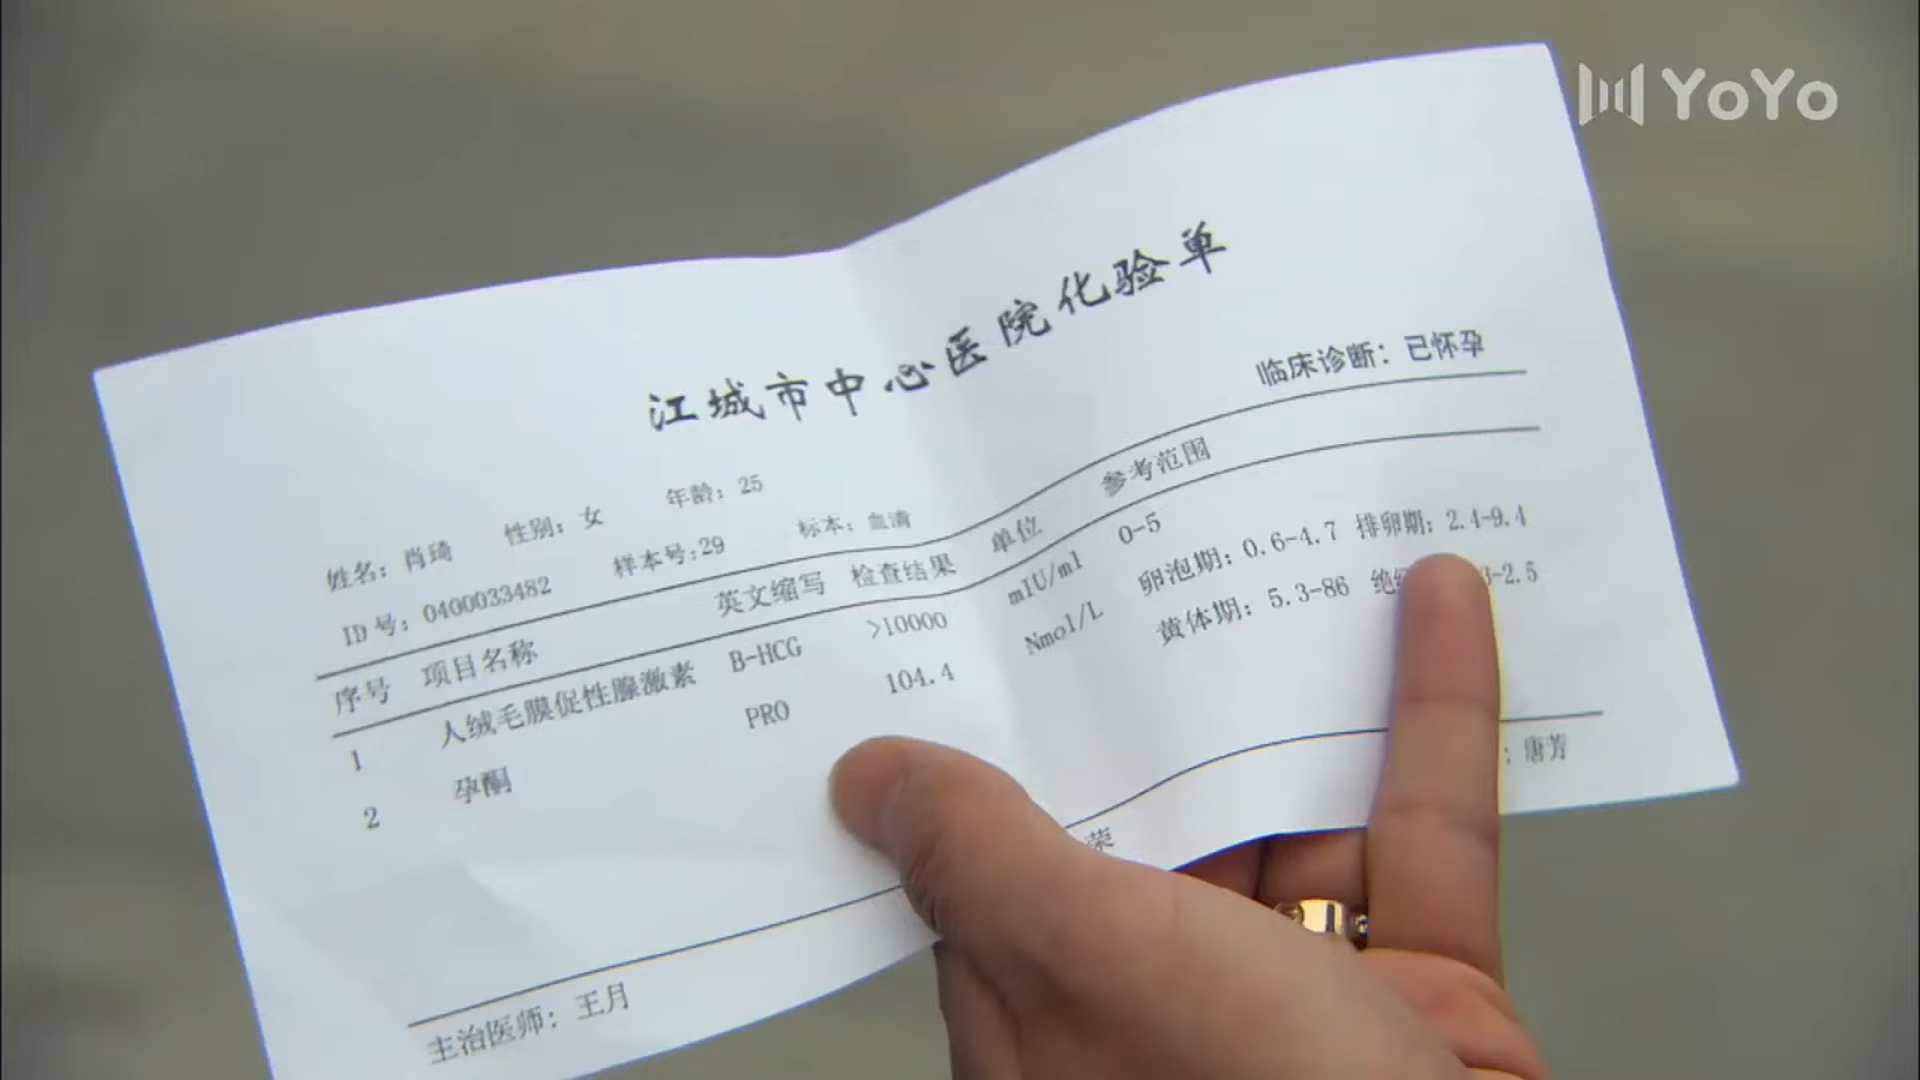 YoYo
江城市中心医院化验单
临床诊断：已怀孕
姓名：肖琦 性别：女 年龄：25
ID号：0400033482 样本号：29 标本：血清
序号 项目名称 英文缩写 检查结果 单位 参考范围
1 人绒毛膜促性腺激素 B-HCG >10000 mIU/ml 0-5
2 孕酮 PRO 104.4 Nmol/L 卵泡期：0.6-4.7 排卵期：2.4-9.4
黄体期：5.3-86 -2.5
主治医师：王月 荣 ：唐芳